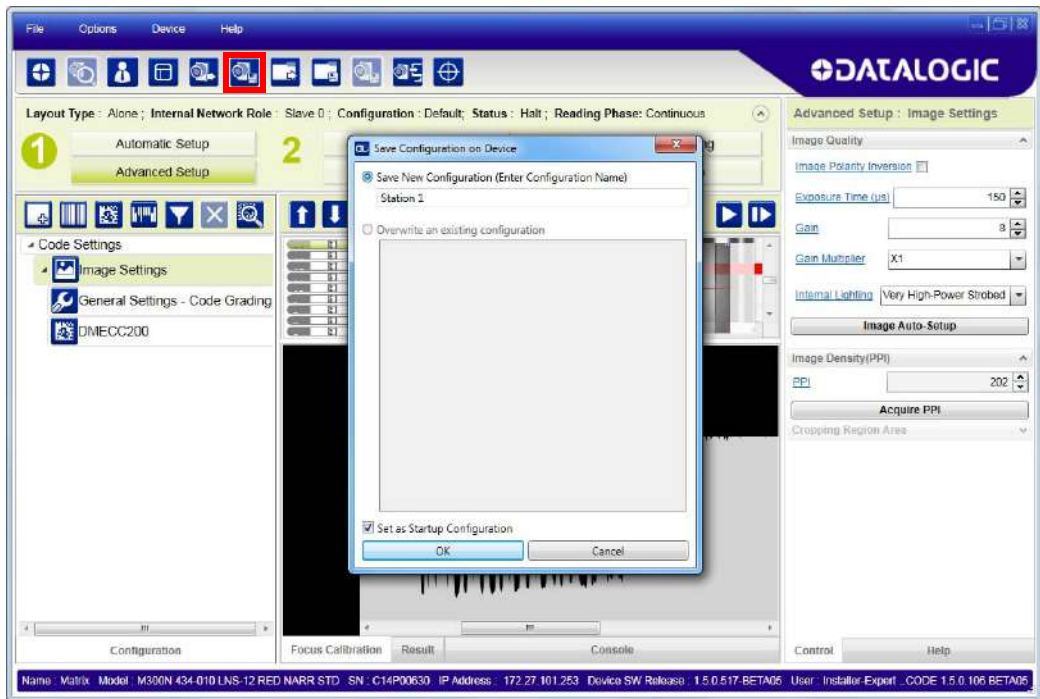 File Options Device Help
DATALOGIC
Layout Type : Alone ; Internal Network Role : Slave 0 ; Configuration : Default; Status : Halt ; Reading Phase: Continuous
1 Automatic Setup
Advanced Setup
2
Save Configuration on Device
Save New Configuration (Enter Configuration Name)
Station 1
Overwrite an existing configuration
Set as Startup Configuration
OK Cancel
Code Settings
Image Settings
General Settings - Code Grading
DMECC200
Configuration
Focus Calibration Result Console
Advanced Setup : Image Settings
Image Quality
Image Polarity Inversion
Exposure Time (µs) 150
Gain 8
Gain Multiplier X1
Internal Lighting Very High-Power Strobed
Image Auto-Setup
Image Density(PPI)
PPI 202
Acquire PPI
Cropping Region Area
Control Help
Name : Matrix Model : M300N 434-010 LNS-12 RED NARR STD SN : C14P00630 IP Address : 172.27.101.253 Device SW Release : 1.5.0.517-BETA05 User : Installer-Expert ..CODE 1.5.0.106 BETA05